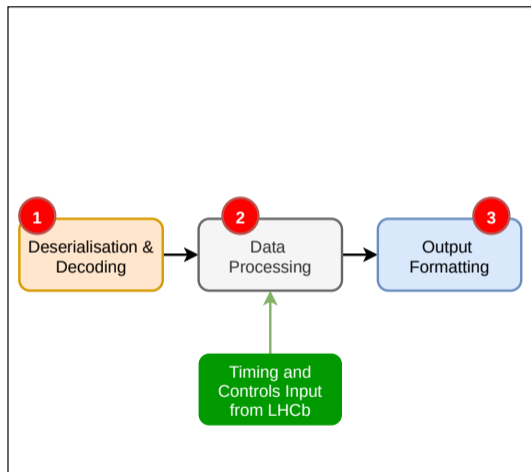 1
Deserialisation &
Decoding
2
Data
Processing
3
Output
Formatting
Timing and
Controls Input
from LHCb